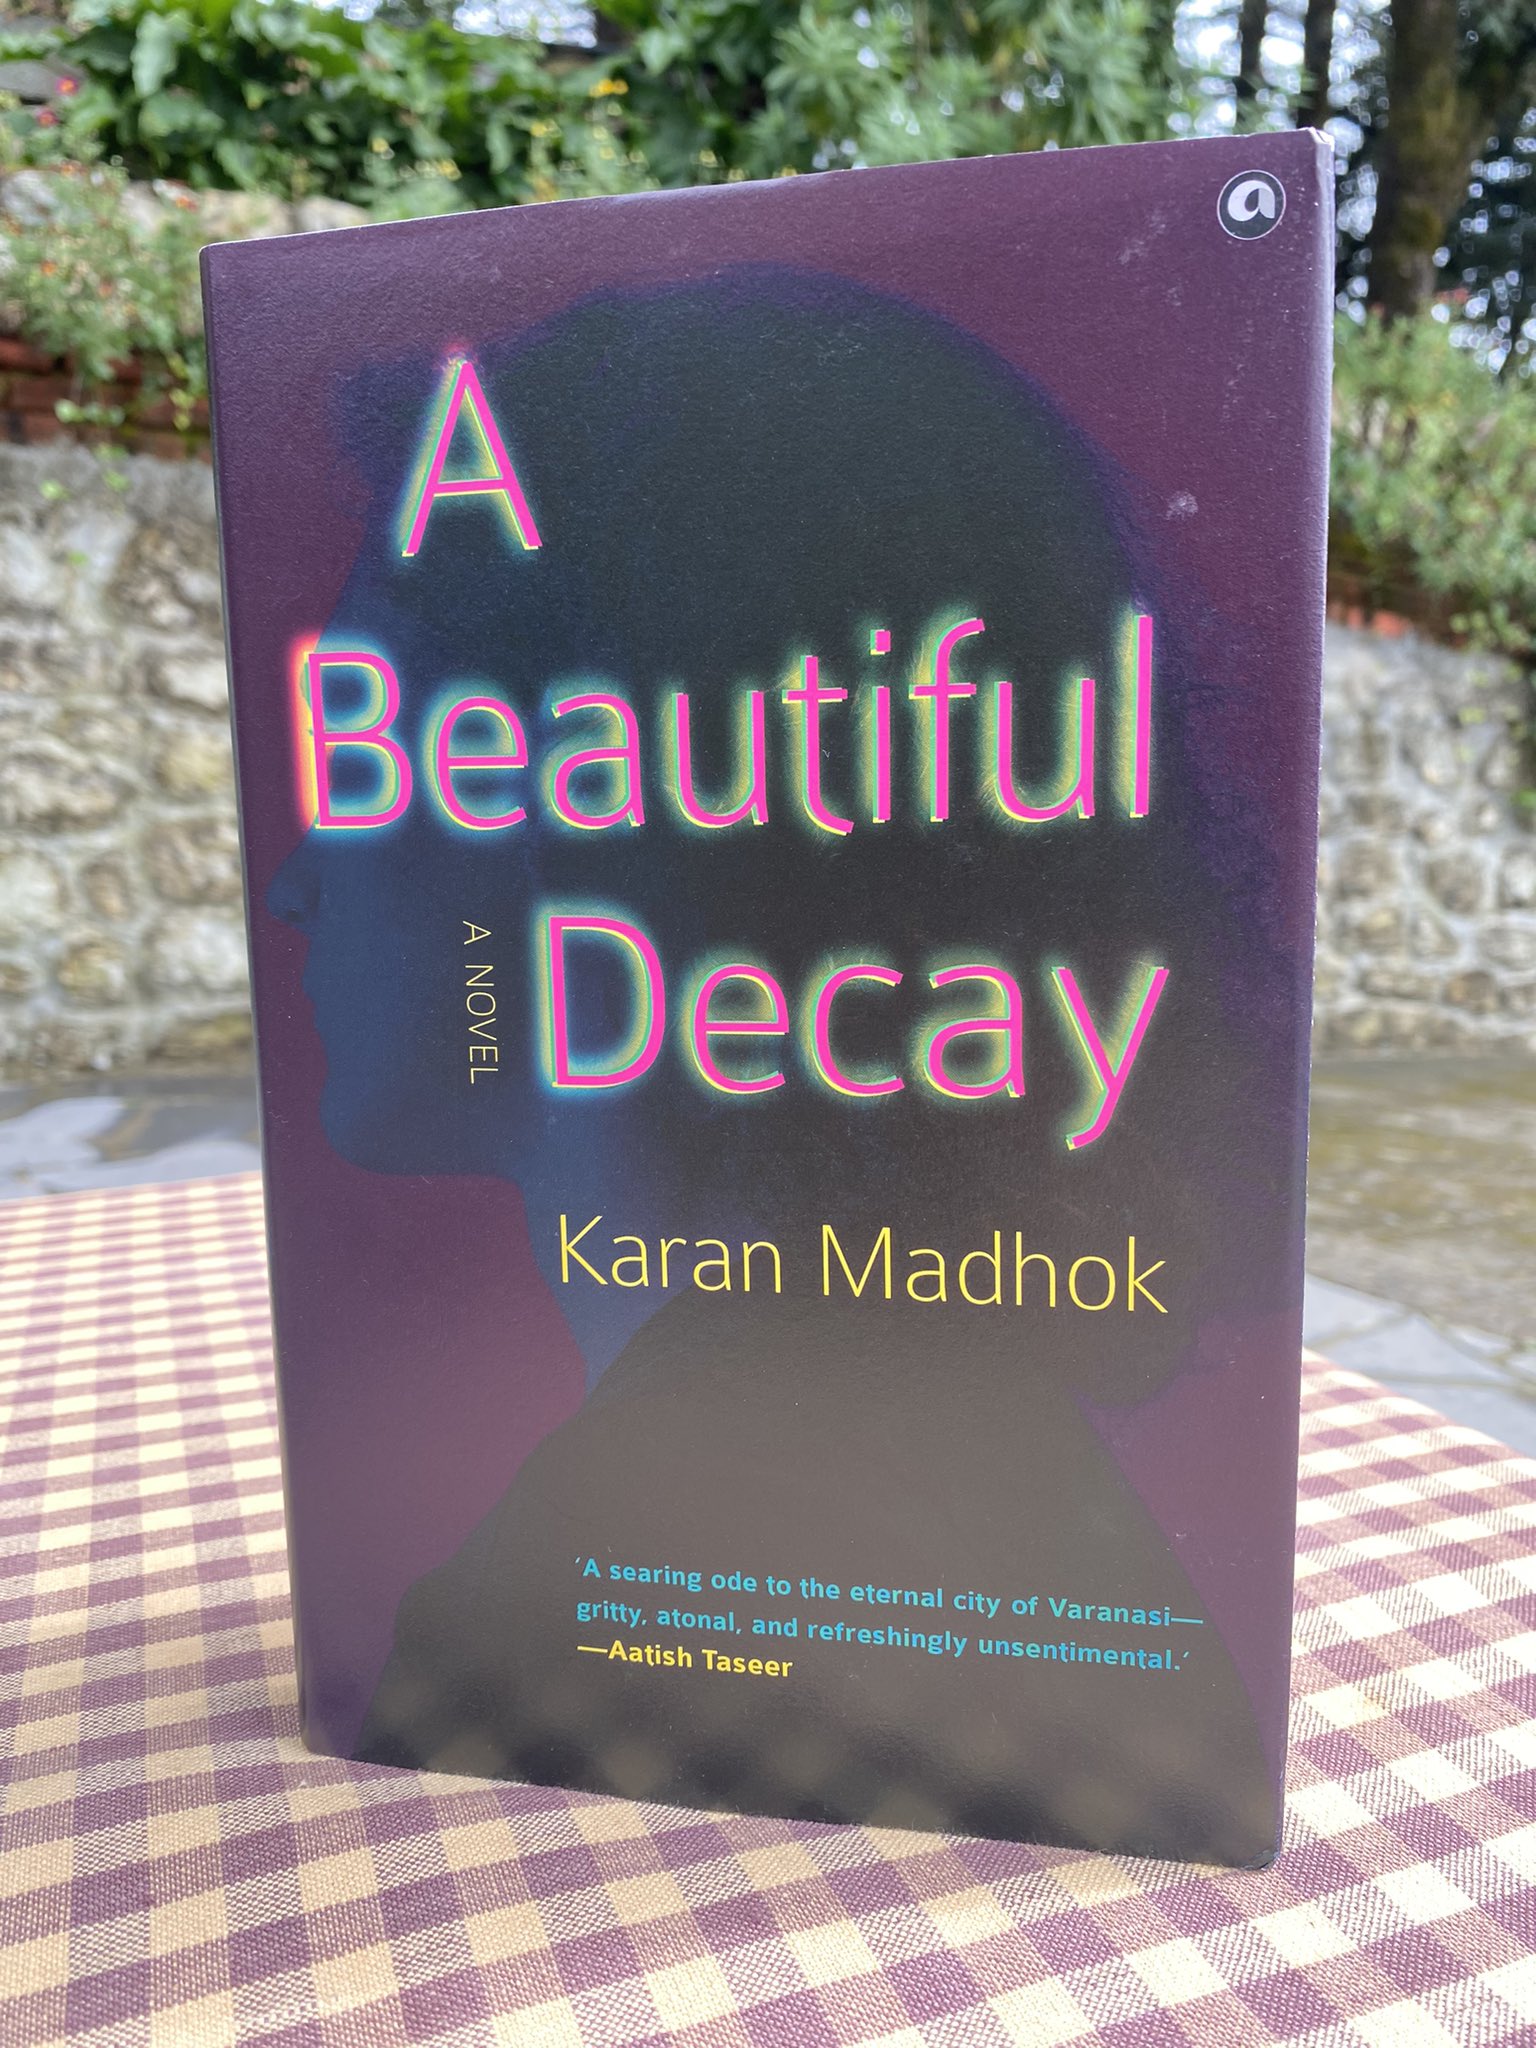 a
A
Beautiful
Decay
A NOVEL
Karan Madhok
‘A searing ode to the eternal city of Varanasi—
gritty, atonal, and refreshingly unsentimental.’
—Aatish Taseer